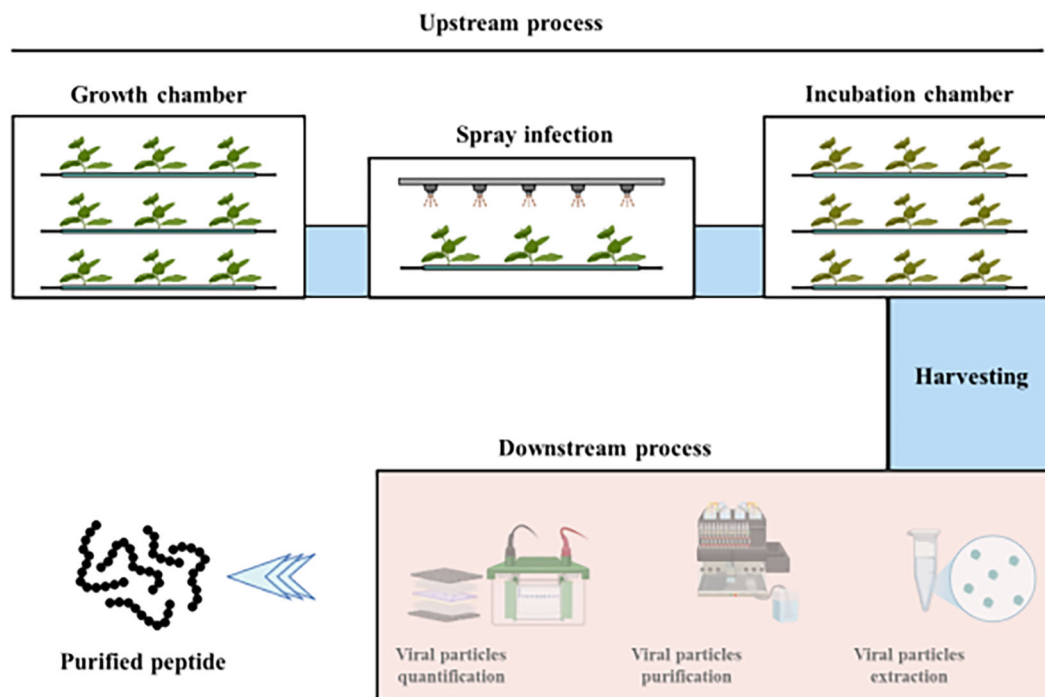 Upstream process
Growth chamber
Spray infection
Incubation chamber
Harvesting
Downstream process
Viral particles
quantification
Viral particles
purification
Viral particles
extraction
Purified peptide